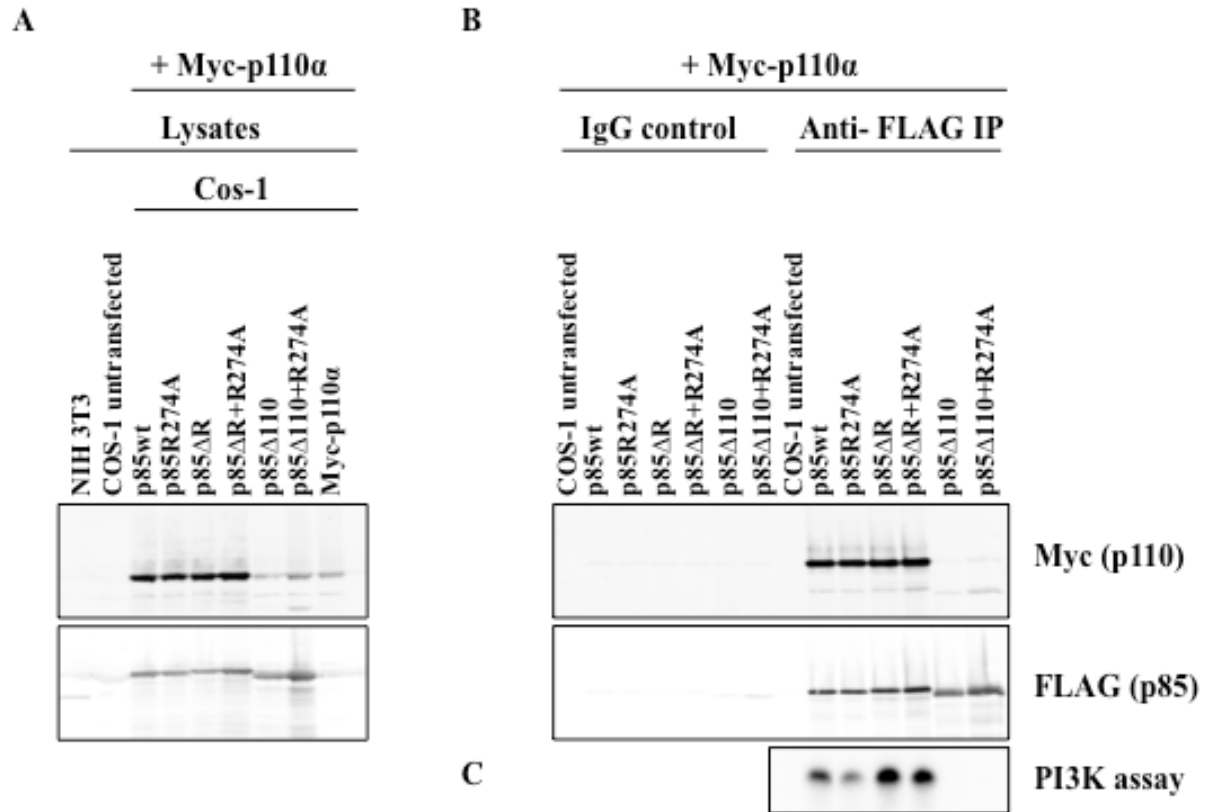 A
+ Myc-p110α
Lysates
Cos-1
NIH 3T3
COS-1 untransfected
p85wt
p85R274A
p85ΔR
p85ΔR+R274A
p85Δ110
p85Δ110+R274A
Myc-p110α
B
+ Myc-p110α
IgG control
Anti- FLAG IP
COS-1 untransfected
p85wt
p85R274A
p85ΔR
p85ΔR+R274A
p85Δ110
p85Δ110+R274A
COS-1 untransfected
p85wt
p85R274A
p85ΔR
p85ΔR+R274A
p85Δ110
p85Δ110+R274A
Myc (p110)
FLAG (p85)
C
PI3K assay